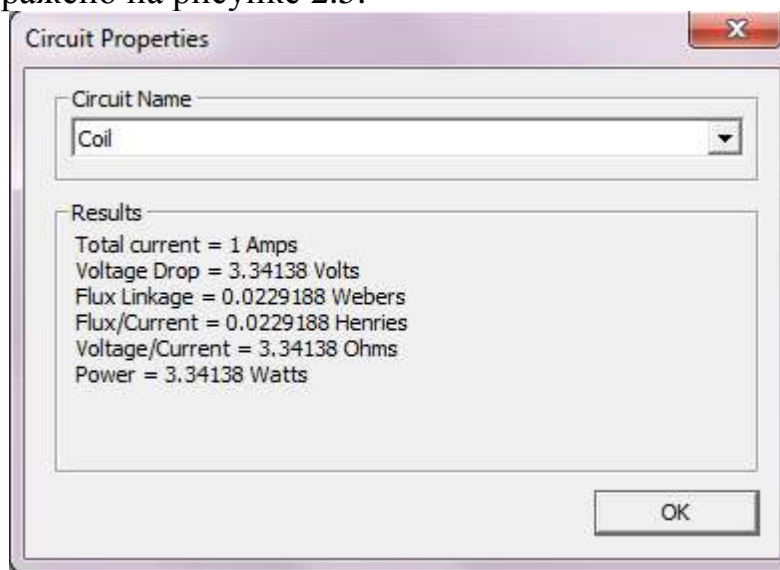 на рисунке 2.3.
Circuit Properties
Circuit Name
Coil
Results
Total current = 1 Amps
Voltage Drop = 3.34138 Volts
Flux Linkage = 0.0229188 Webers
Flux/Current = 0.0229188 Henries
Voltage/Current = 3.34138 Ohms
Power = 3.34138 Watts
OK